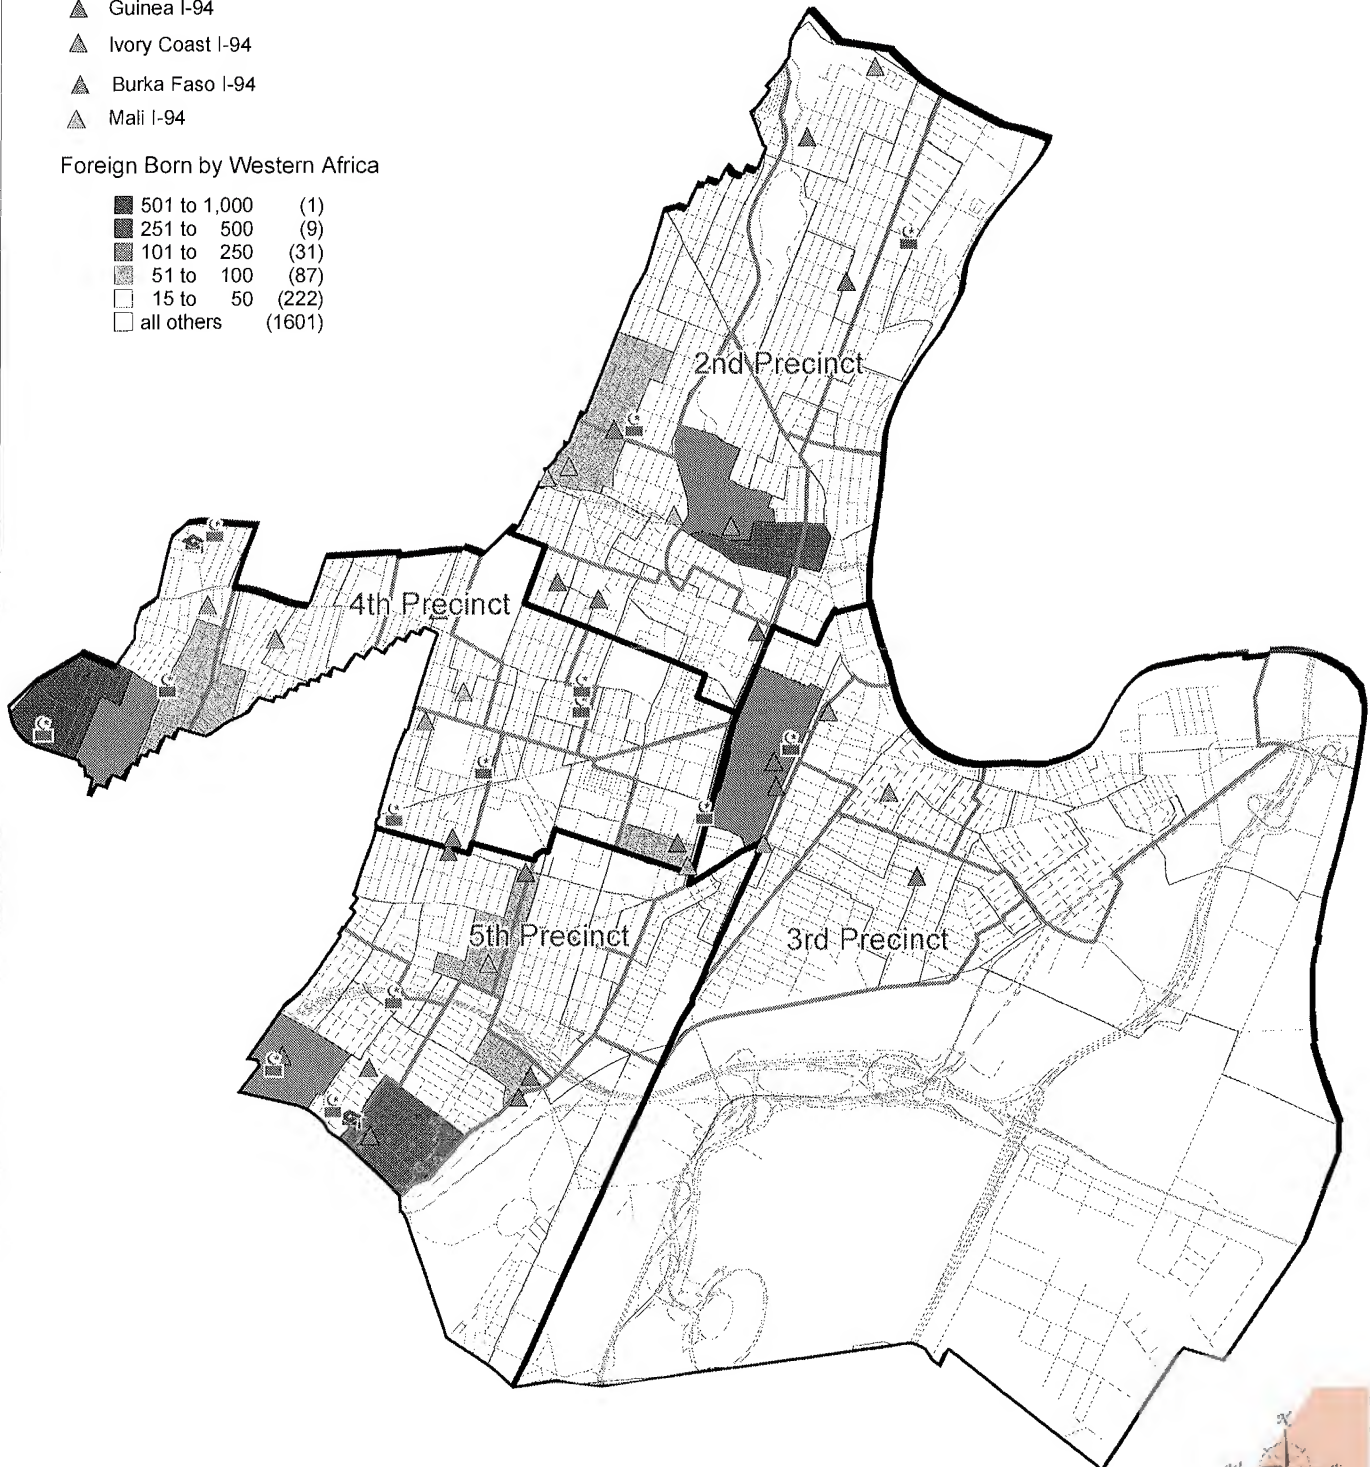 Guinea I-94
Ivory Coast I-94
Burka Faso I-94
Mali I-94
Foreign Born by Western Africa
501 to 1,000 (1)
251 to 500 (9)
101 to 250 (31)
51 to 100 (87)
15 to 50 (222)
all others (1601)
2nd Precinct
4th Precinct
5th Precinct
3rd Precinct
N